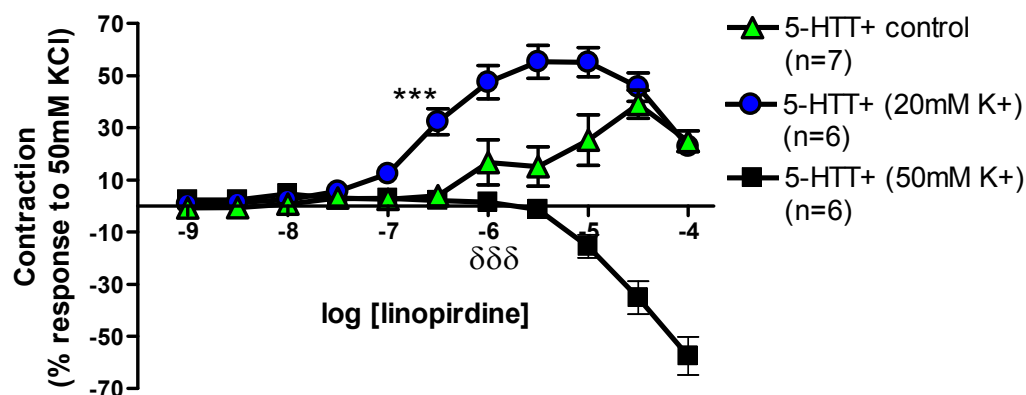 Contraction
(% response to 50mM KCl)
70
50
30
10
-10
-30
-50
-70
-9
-8
-7
-6
-5
-4
***
δδδ
log [linopirdine]
5-HTT+ control
(n=7)
5-HTT+ (20mM K+)
(n=6)
5-HTT+ (50mM K+)
(n=6)